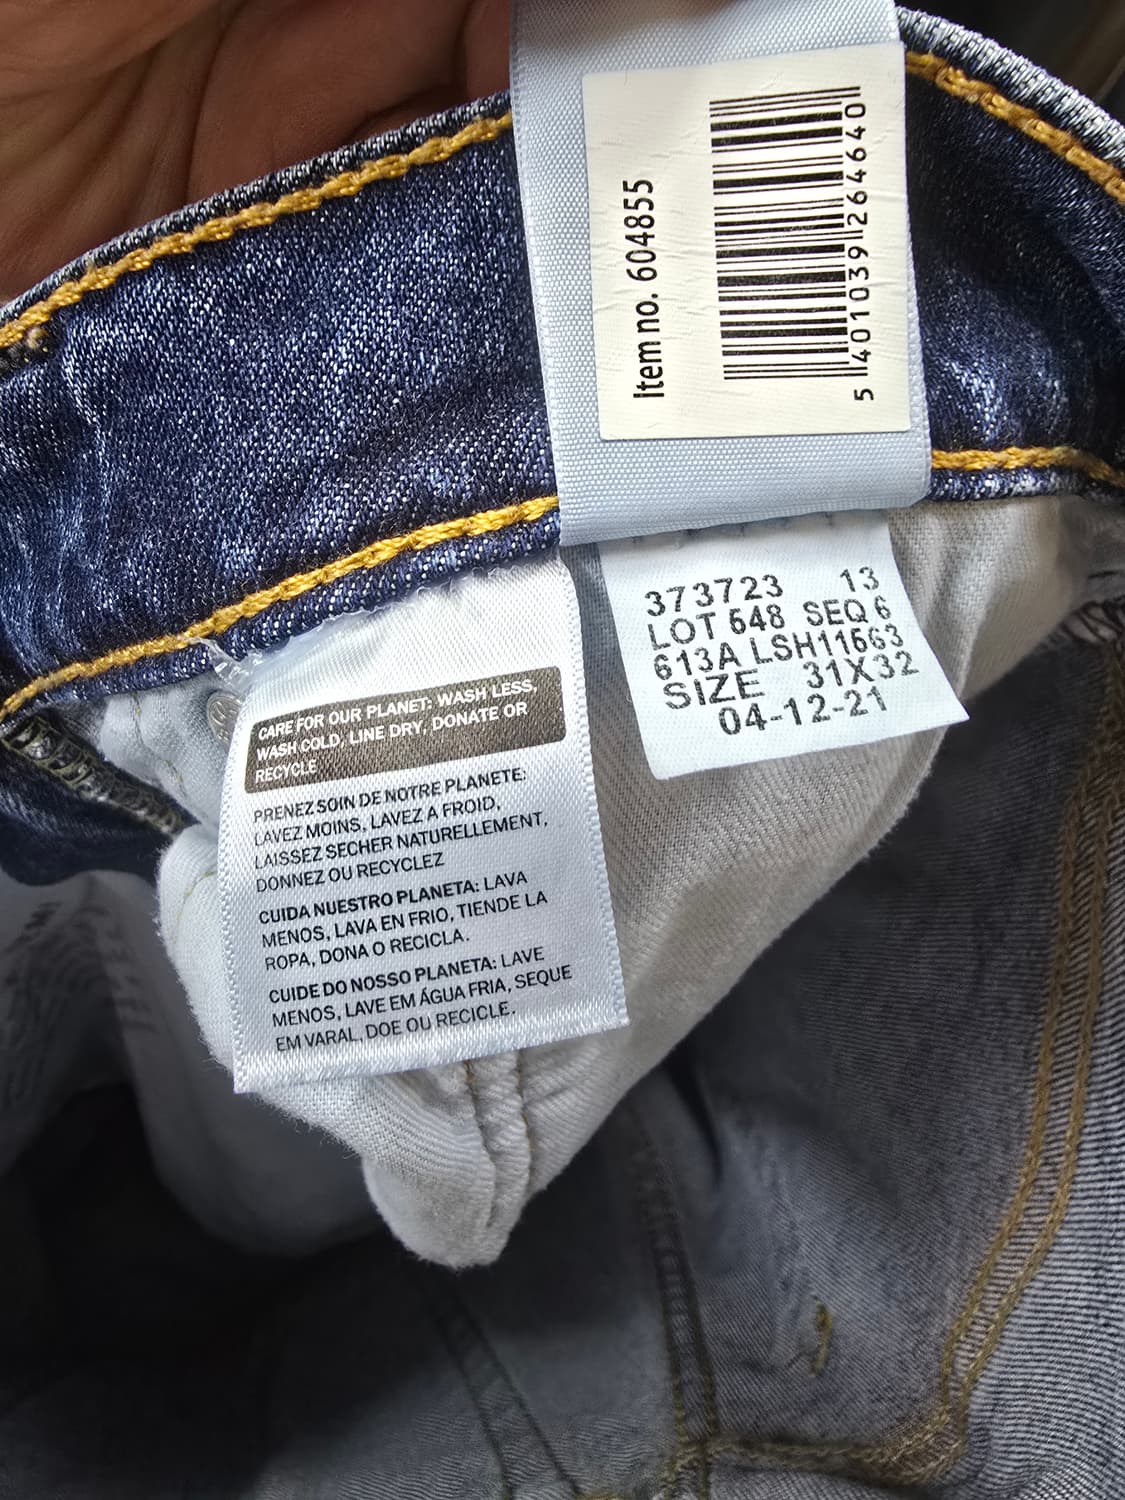 Item no. 604855
5 401039 264640
373723 13
LOT 648 SEQ 6
613A LSH11563
SIZE 31X32
04-12-21
CARE FOR OUR PLANET: WASH LESS,
WASH COLD, LINE DRY, DONATE OR
RECYCLE
PRENEZ SOIN DE NOTRE PLANETE:
LAVEZ MOINS, LAVEZ A FROID,
LAISSEZ SECHER NATURELLEMENT,
DONNEZ OU RECYCLEZ
CUIDA NUESTRO PLANETA: LAVA
MENOS, LAVA EN FRIO, TIENDE LA
ROPA, DONA O RECICLA.
CUIDE DO NOSSO PLANETA: LAVE
MENOS, LAVE EM ÁGUA FRIA, SEQUE
EM VARAL, DOE OU RECICLE.